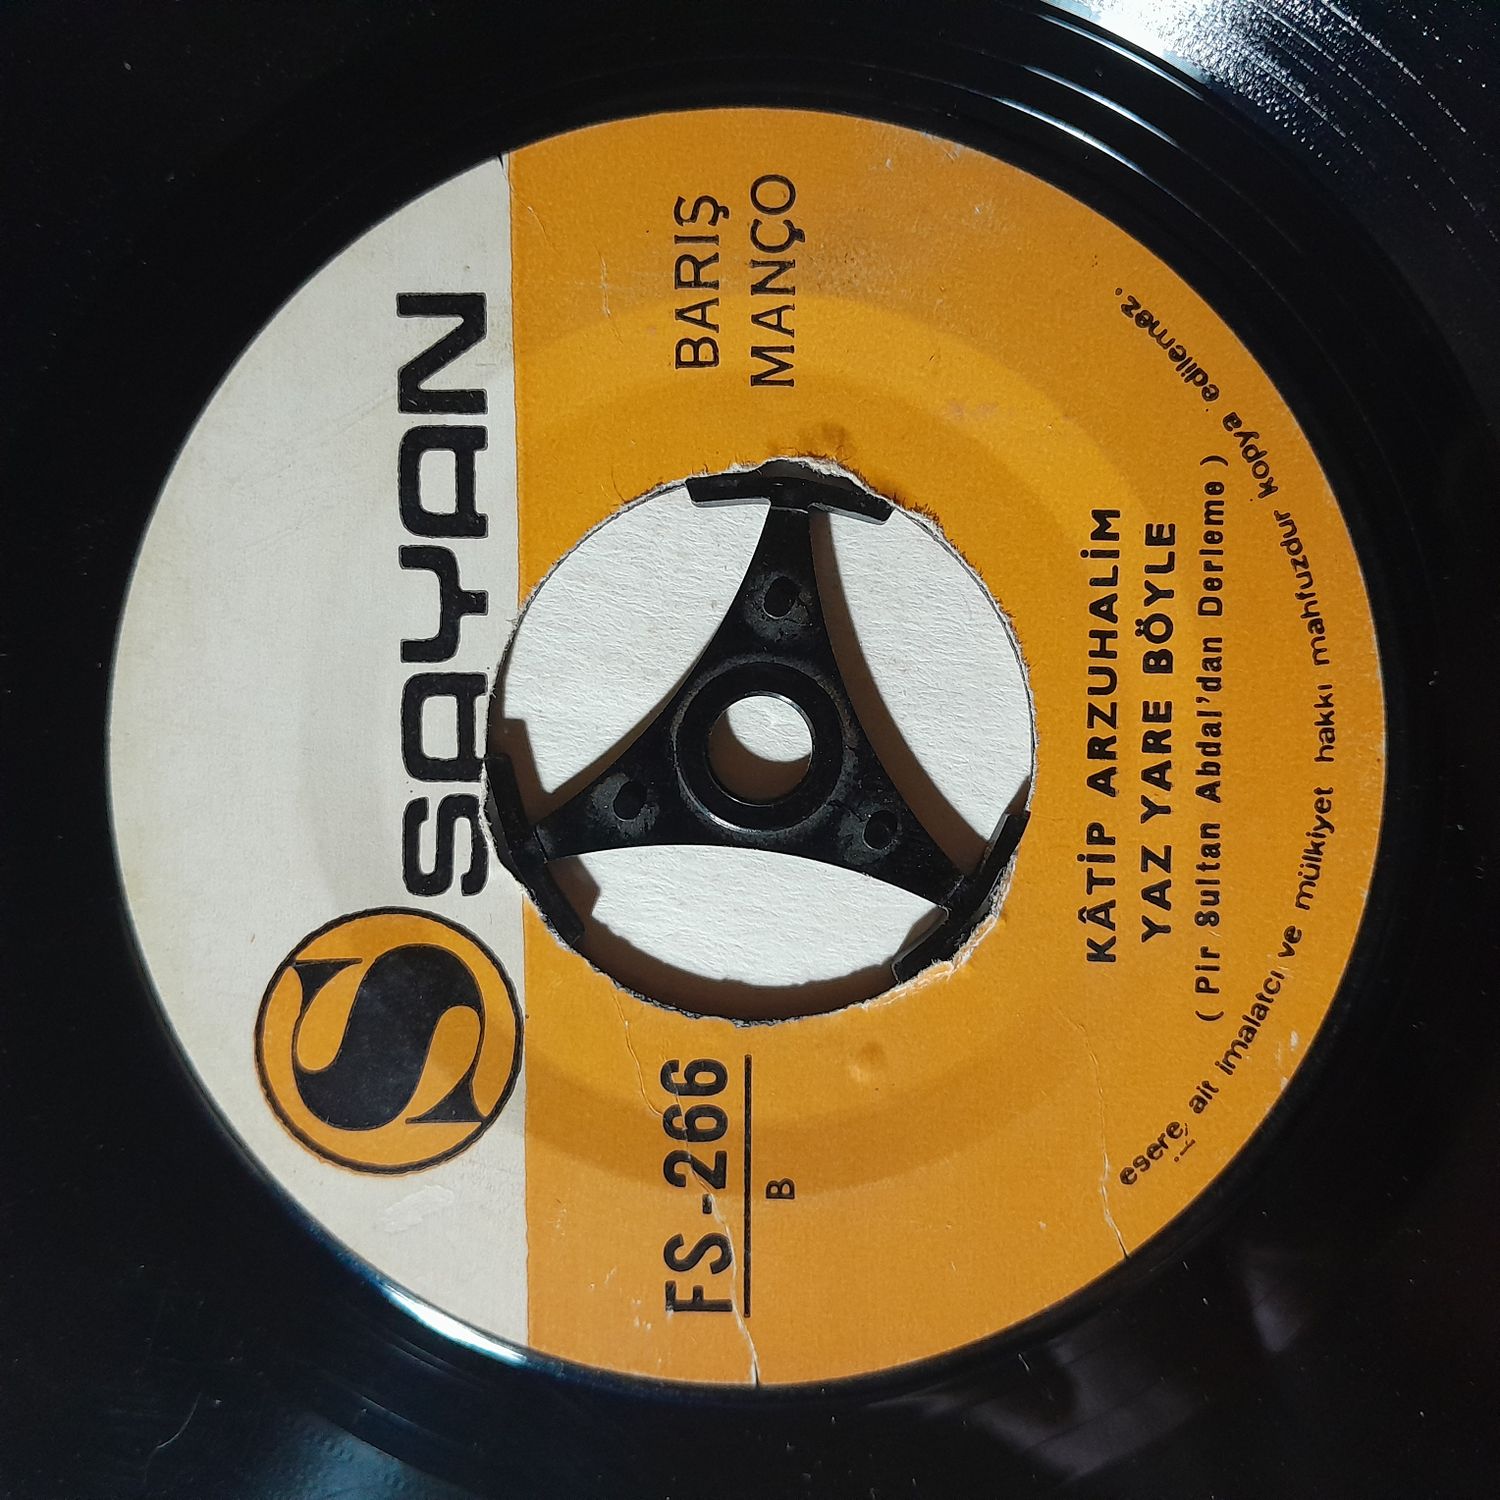 S SAYAN
FS-266
B
BARIŞ
MANÇO
KÂTİP ARZUHALİM
YAZ YARE BÖYLE
( Pir Sultan Abdal'dan Derleme )
esere ait imalatcı ve mülkiyet hakkı mahfuzdur kopya edilemez.